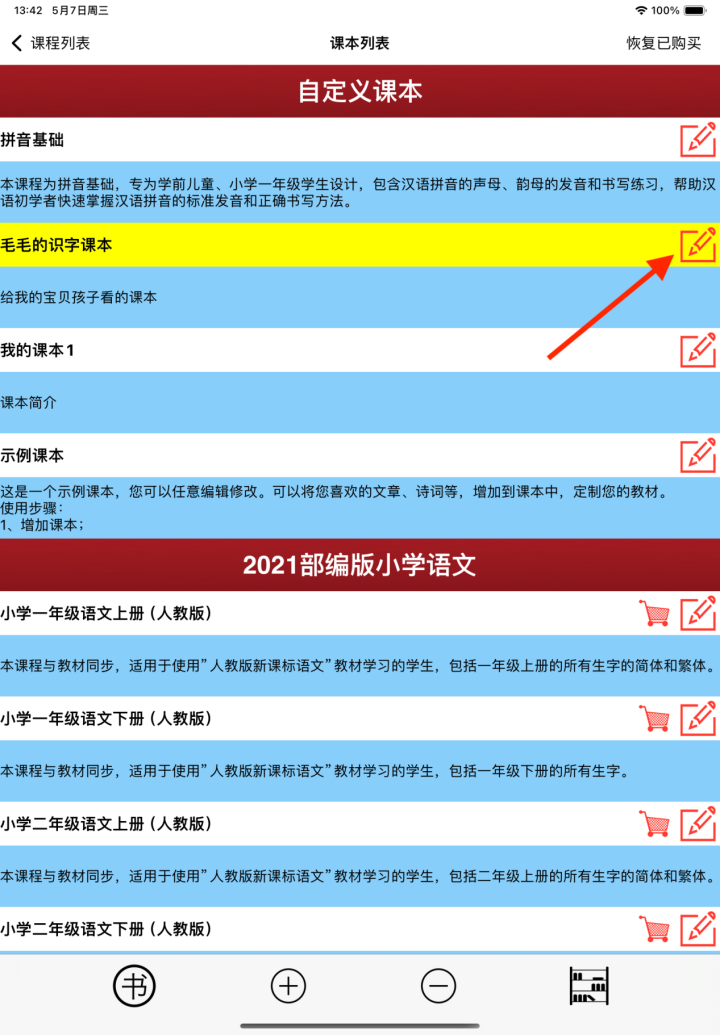 13:42 5月7日周三
100%
课程列表
课本列表
恢复已购买
自定义课本
拼音基础
本课程为拼音基础，专为学前儿童、小学一年级学生设计，包含汉语拼音的声母、韵母的发音和书写练习，帮助汉
语初学者快速掌握汉语拼音的标准发音和正确书写方法。
毛毛的识字课本
给我的宝贝孩子看的课本
我的课本1
课本简介
示例课本
这是一个示例课本，您可以任意编辑修改。可以将您喜欢的文章、诗词等，增加到课本中，定制您的教材。
使用步骤：
1、增加课本；
2021部编版小学语文
小学一年级语文上册（人教版）
本课程与教材同步，适用于使用”人教版新课标语文”教材学习的学生，包括一年级上册的所有生字的简体和繁体。
小学一年级语文下册（人教版）
本课程与教材同步，适用于使用”人教版新课标语文”教材学习的学生，包括一年级下册的所有生字。
小学二年级语文上册（人教版）
本课程与教材同步，适用于使用”人教版新课标语文”教材学习的学生，包括二年级上册的所有生字的简体和繁体。
小学二年级语文下册（人教版）
书